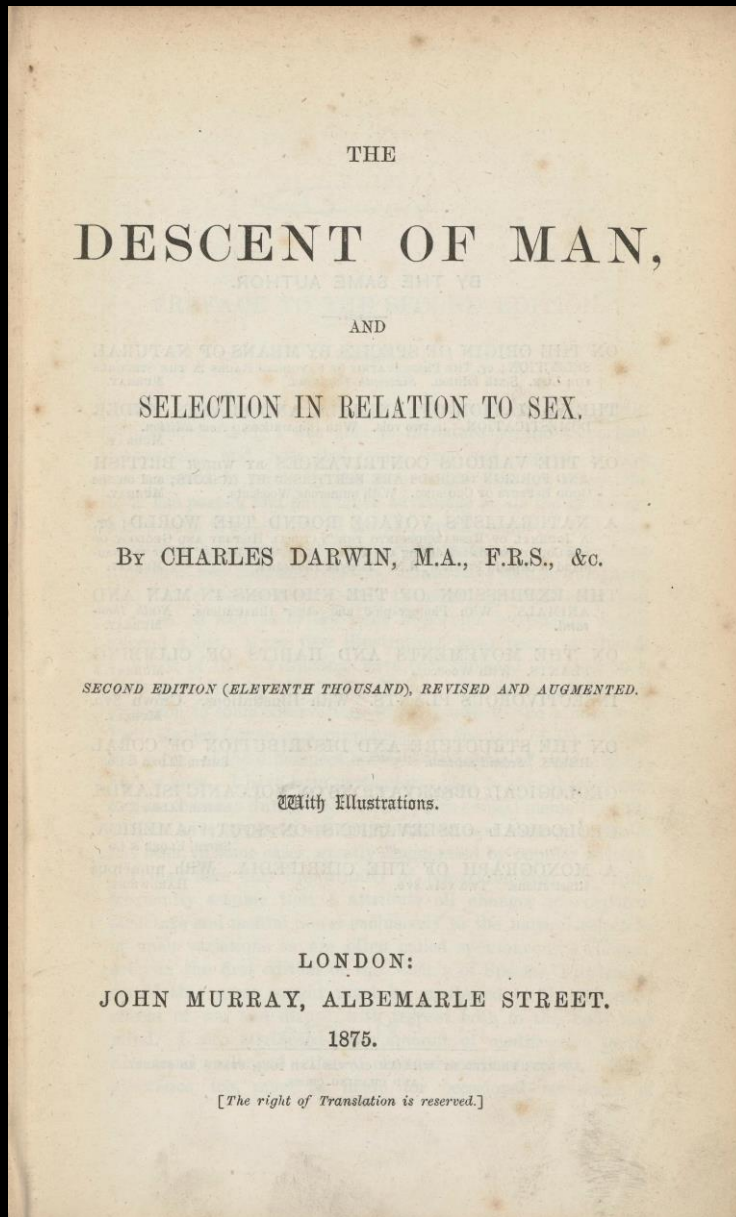 THE
DESCENT OF MAN,
AND
SELECTION IN RELATION TO SEX.
BY CHARLES DARWIN, M.A., F.R.S., &c.
SECOND EDITION (ELEVENTH THOUSAND), REVISED AND AUGMENTED.
With Illustrations.
LONDON:
JOHN MURRAY, ALBEMARLE STREET.
1875.
[The right of Translation is reserved.]